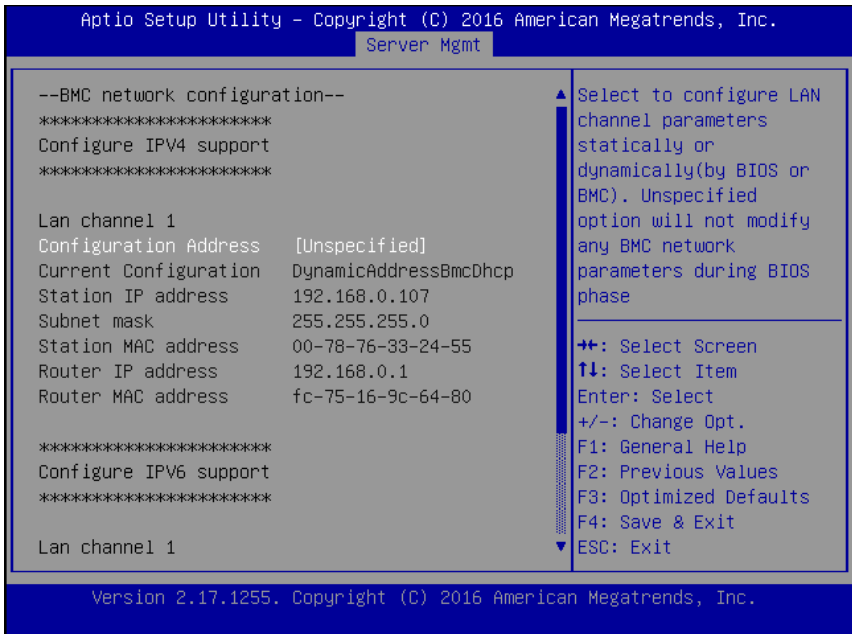 Aptio Setup Utility – Copyright (C) 2016 American Megatrends, Inc.
Server Mgmt
--BMC network configuration--
***********************
Configure IPV4 support
***********************
Lan channel 1
Configuration Address [Unspecified]
Current Configuration DynamicAddressBmcDhcp
Station IP address 192.168.0.107
Subnet mask 255.255.255.0
Station MAC address 00-78-76-33-24-55
Router IP address 192.168.0.1
Router MAC address fc-75-16-9c-64-80
***********************
Configure IPV6 support
***********************
Lan channel 1
Select to configure LAN
channel parameters
statically or
dynamically(by BIOS or
BMC). Unspecified
option will not modify
any BMC network
parameters during BIOS
phase
→←: Select Screen
↑↓: Select Item
Enter: Select
+/-: Change Opt.
F1: General Help
F2: Previous Values
F3: Optimized Defaults
F4: Save & Exit
ESC: Exit
Version 2.17.1255. Copyright (C) 2016 American Megatrends, Inc.